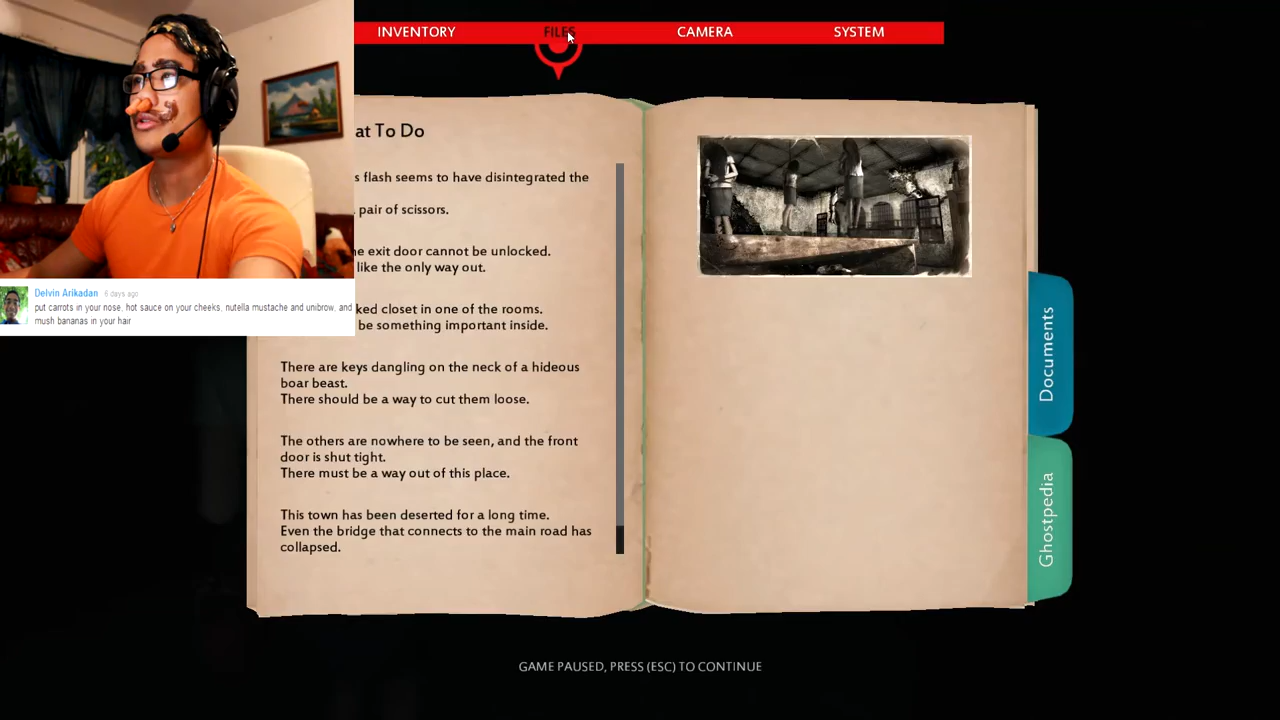 INVENTORY
FILES
CAMERA
SYSTEM
at To Do
s flash seems to have disintegrated the
pair of scissors.
e exit door cannot be unlocked.
like the only way out.
ked closet in one of the rooms.
be something important inside.
There are keys dangling on the neck of a hideous
boar beast.
There should be a way to cut them loose.
The others are nowhere to be seen, and the front
door is shut tight.
There must be a way out of this place.
This town has been deserted for a long time.
Even the bridge that connects to the main road has
collapsed.
Delvin Arikadan 6 days ago
put carrots in your nose, hot sauce on your cheeks, nutella mustache and unibrow, and
mush bananas in your hair
Documents
Ghostpedia
GAME PAUSED, PRESS (ESC) TO CONTINUE